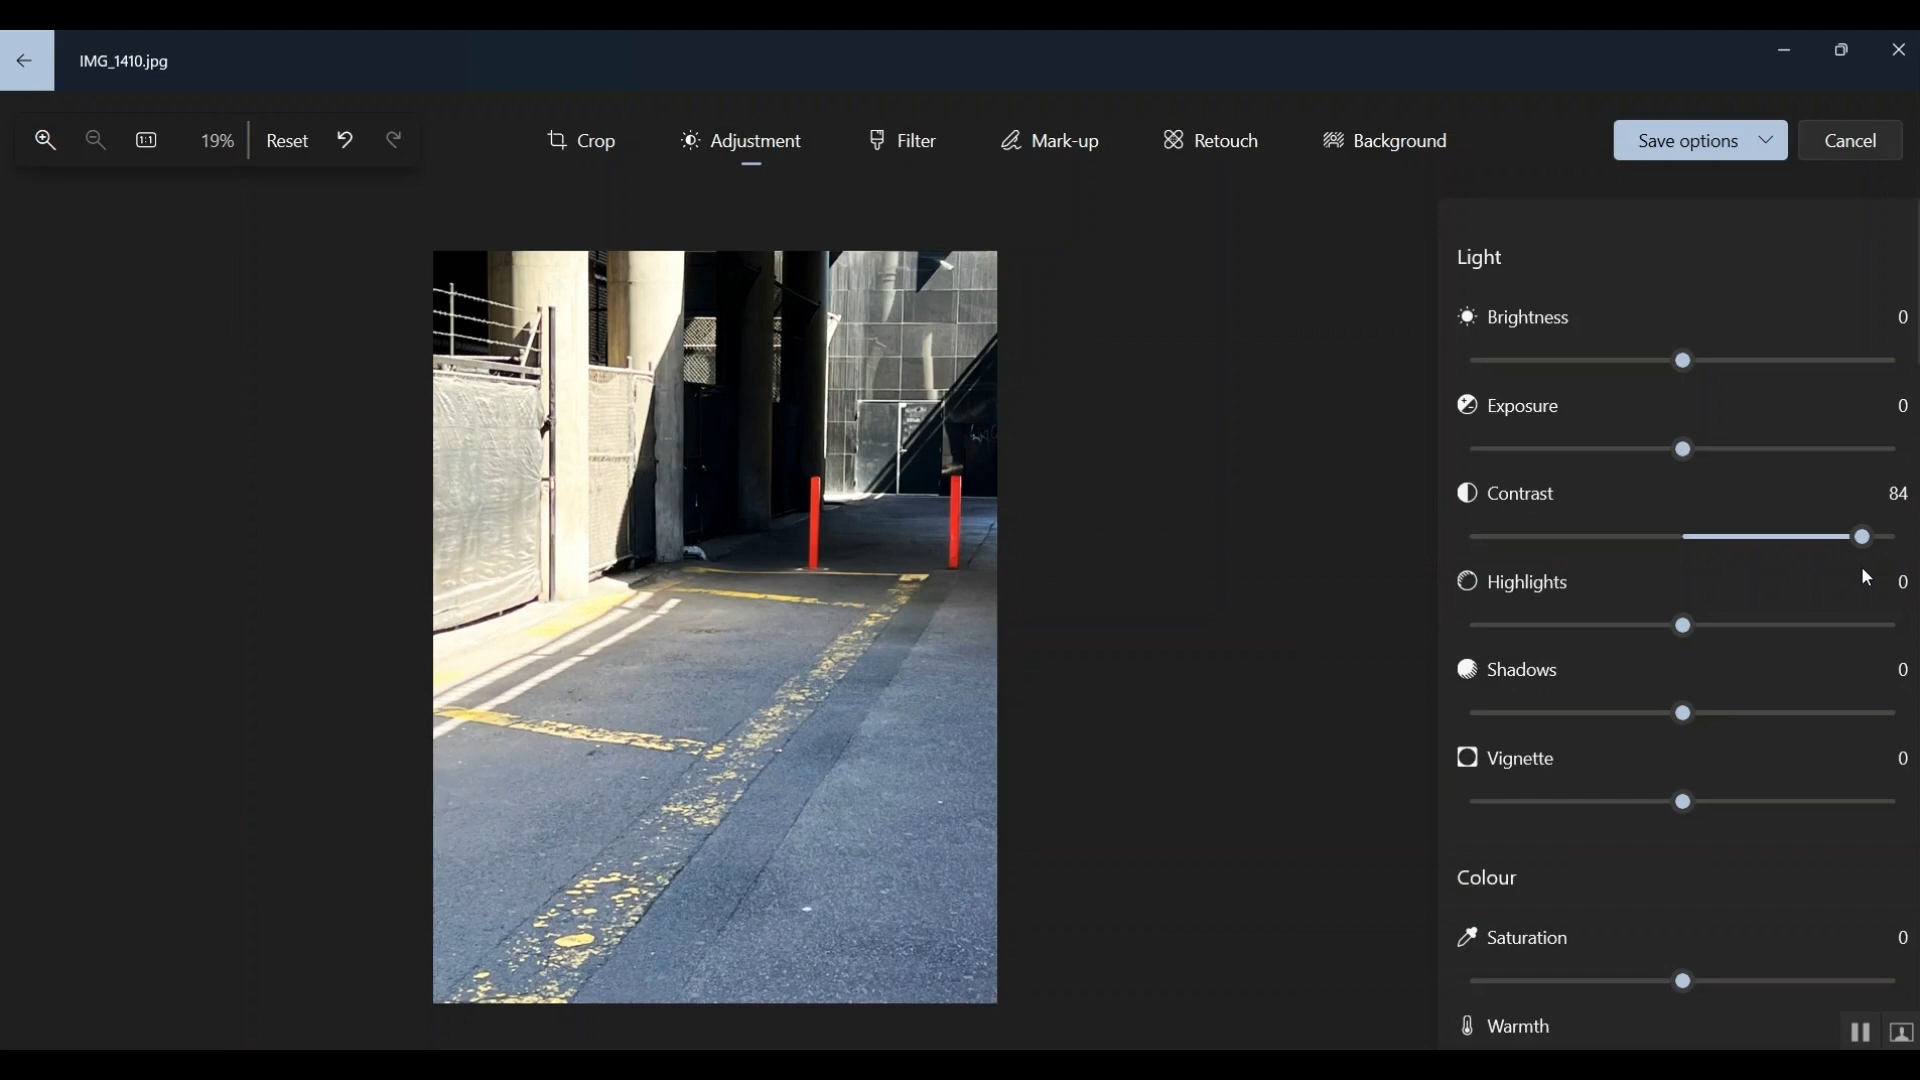 IMG_1410.jpg
19% Reset Crop Adjustment Filter Mark-up Retouch Background Save options Cancel
Light
Brightness 0
Exposure 0
Contrast 84
Highlights 0
Shadows 0
Vignette 0
Colour
Saturation 0
Warmth